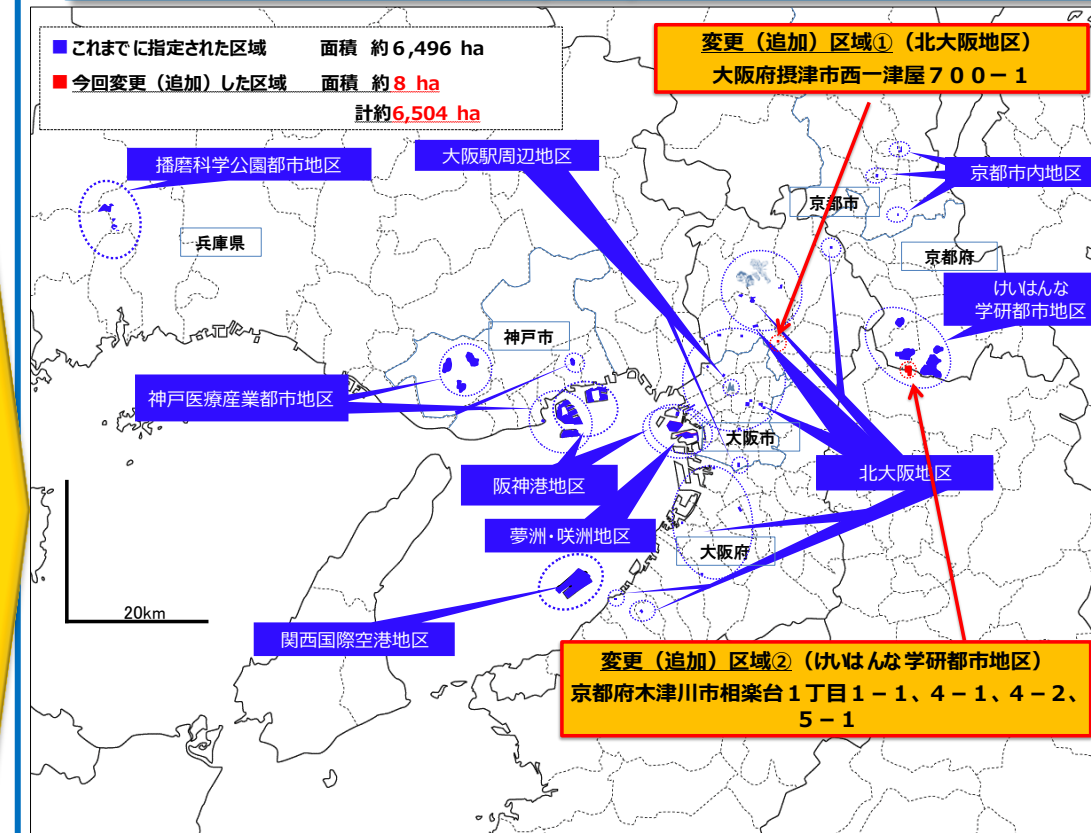 ■これまでに指定された区域　面積 約6,496 ha
■今回変更（追加）した区域　面積 約8 ha
計約6,504 ha
変更（追加）区域①（北大阪地区）
大阪府摂津市西一津屋７００－１
播磨科学公園都市地区
大阪駅周辺地区
京都市内地区
京都市
兵庫県
京都府
けいはんな
学研都市地区
神戸市
神戸医療産業都市地区
大阪市
阪神港地区
北大阪地区
夢洲・咲洲地区
大阪府
20km
関西国際空港地区
変更（追加）区域②（けいはんな学研都市地区）
京都府木津川市相楽台１丁目１－１、４－１、４－２、
５－１